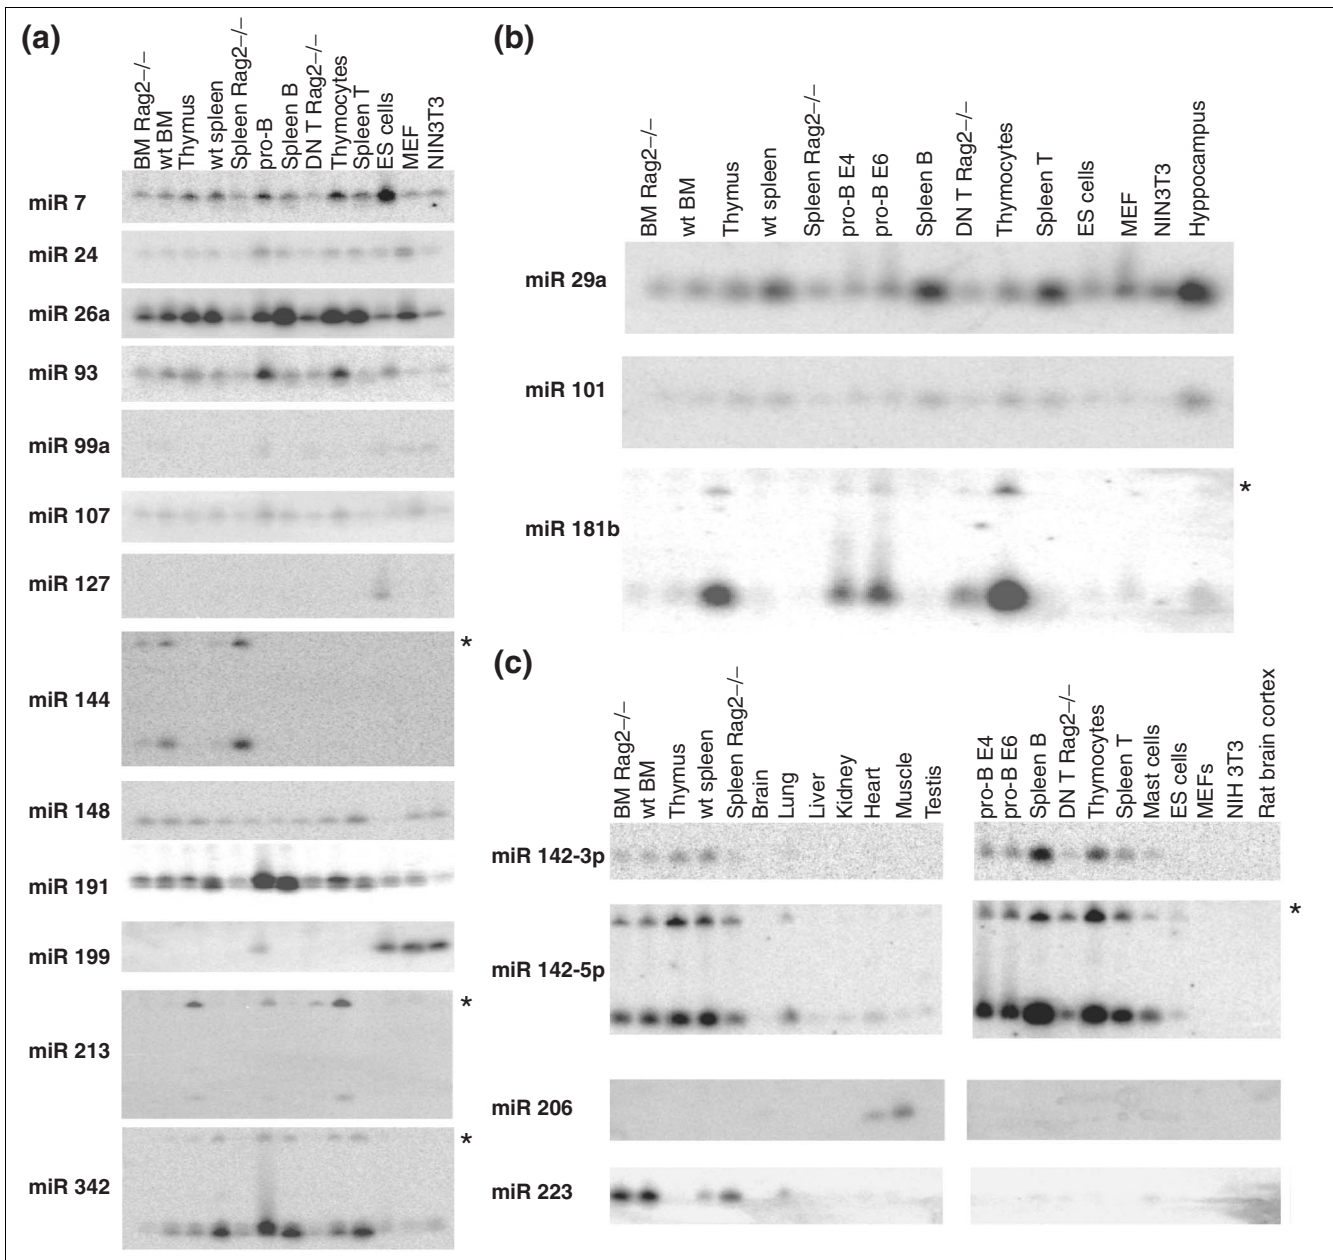 (a)
BM Rag2–/–
wt BM
Thymus
wt spleen
Spleen Rag2–/–
pro-B
Spleen B
DN T Rag2–/–
Thymocytes
Spleen T
ES cells
MEF
NIN3T3
miR 7
miR 24
miR 26a
miR 93
miR 99a
miR 107
miR 127
miR 144
*
miR 148
miR 191
miR 199
miR 213
*
miR 342
*
(b)
BM Rag2–/–
wt BM
Thymus
wt spleen
Spleen Rag2–/–
pro-B E4
pro-B E6
Spleen B
DN T Rag2–/–
Thymocytes
Spleen T
ES cells
MEF
NIN3T3
Hyppocampus
miR 29a
miR 101
miR 181b
*
(c)
BM Rag2–/–
wt BM
Thymus
wt spleen
Spleen Rag2–/–
Brain
Lung
Liver
Kidney
Heart
Muscle
Testis
pro-B E4
pro-B E6
Spleen B
DN T Rag2–/–
Thymocytes
Spleen T
Mast cells
ES cells
MEFs
NIH 3T3
Rat brain cortex
miR 142-3p
miR 142-5p
*
miR 206
miR 223